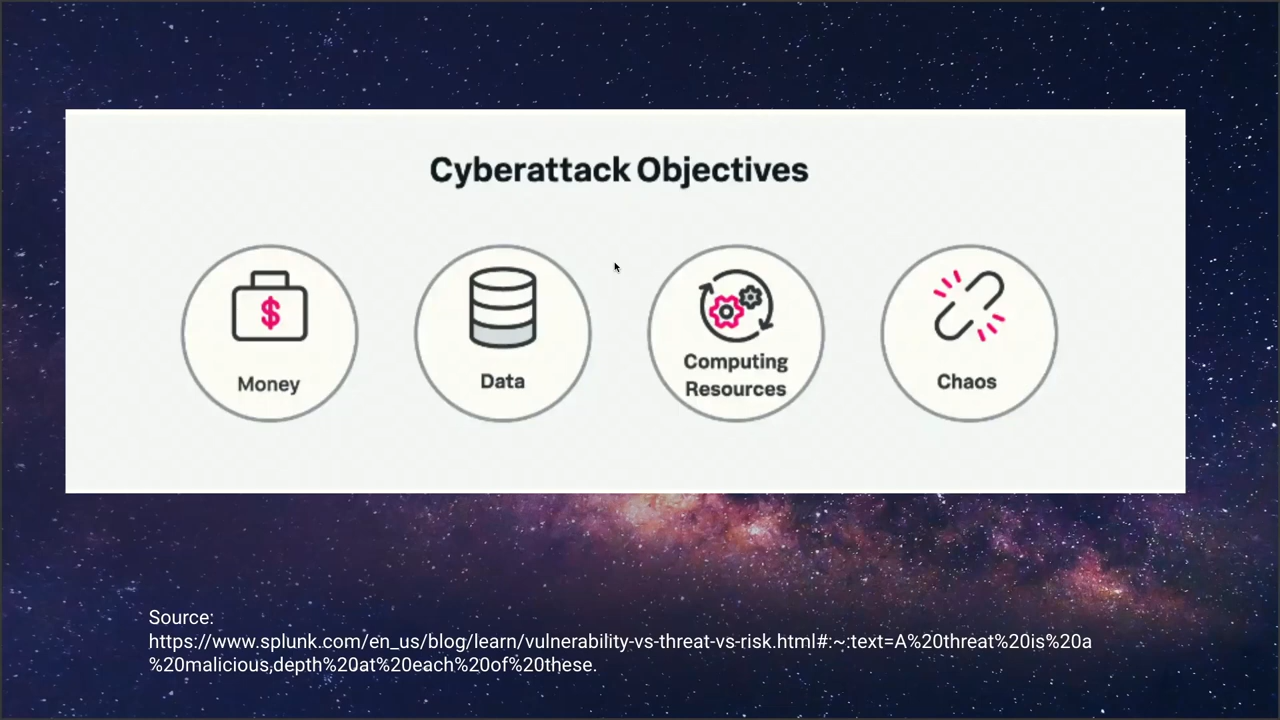 Cyberattack Objectives
$
Money
Data
Computing
Resources
Chaos
Source:
https://www.splunk.com/en_us/blog/learn/vulnerability-vs-threat-vs-risk.html#:~:text=A%20threat%20is%20a
%20malicious,depth%20at%20each%20of%20these.